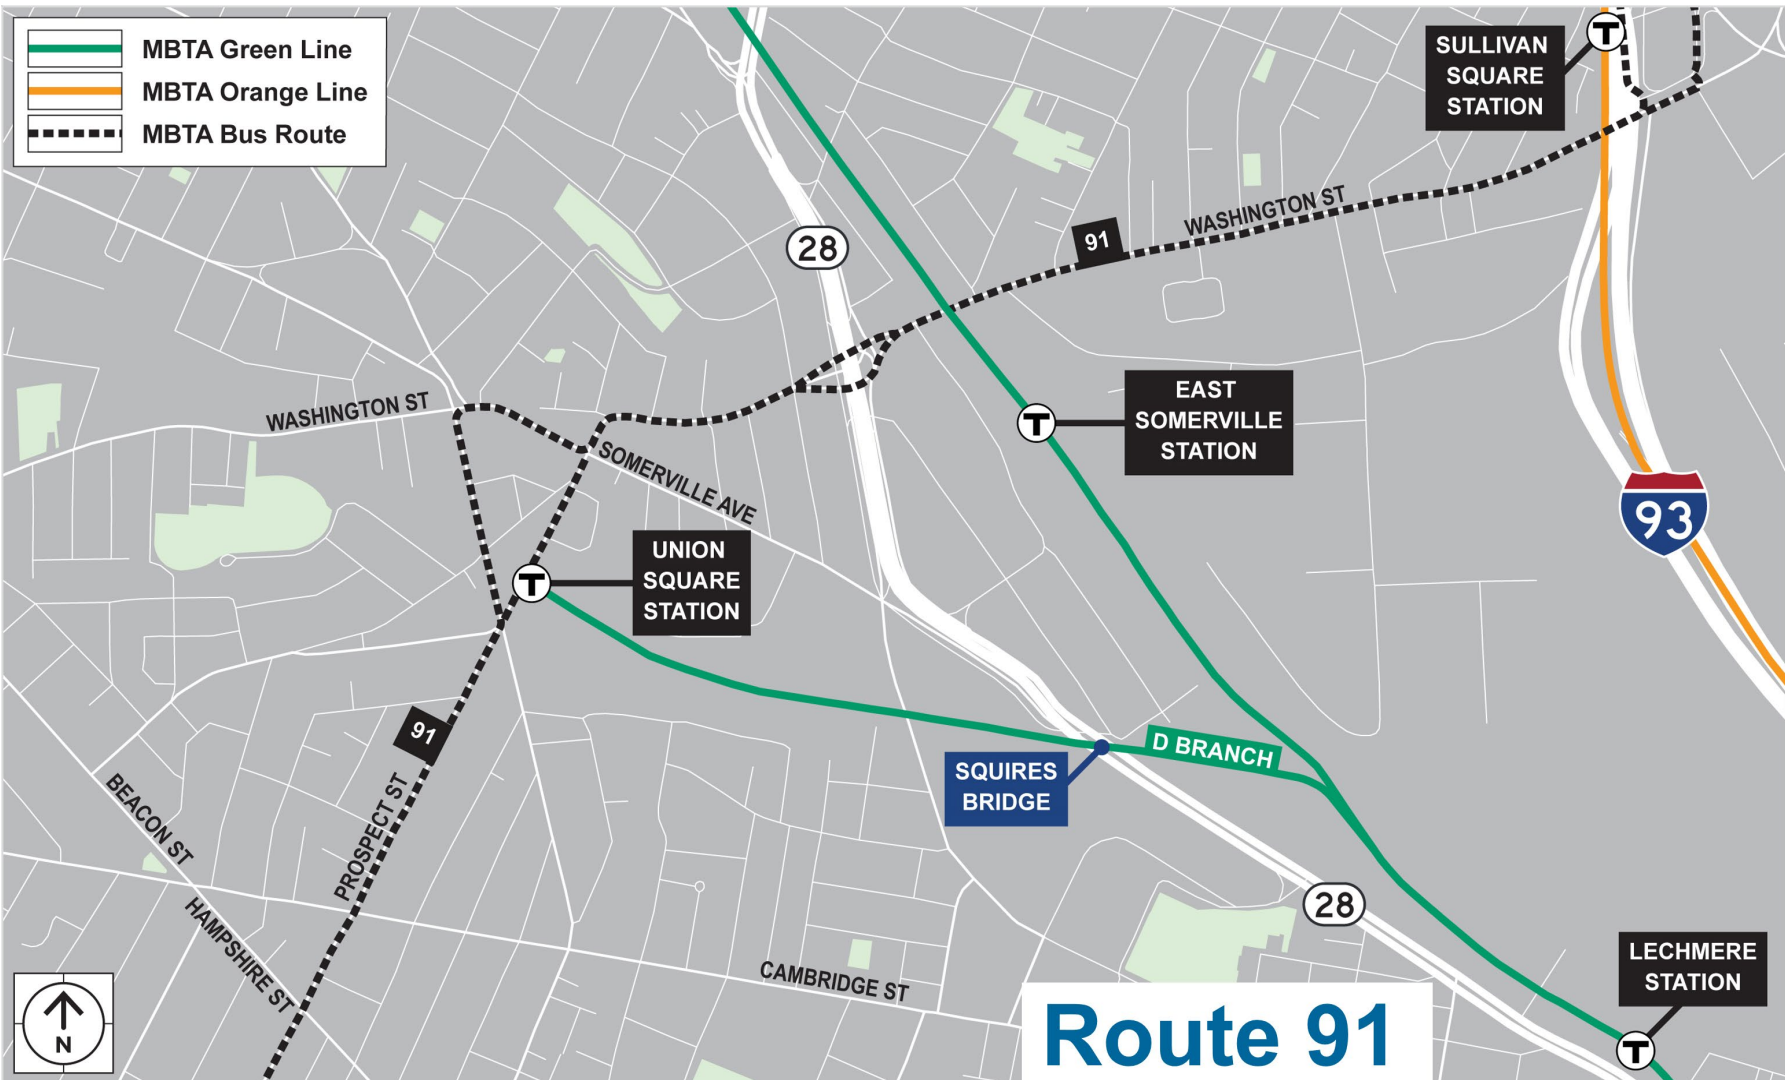 MBTA Green Line
MBTA Orange Line
MBTA Bus Route
SULLIVAN
SQUARE
STATION
T
28
91
WASHINGTON ST
WASHINGTON ST
EAST
SOMERVILLE
STATION
T
SOMERVILLE AVE
93
UNION
SQUARE
STATION
T
91
D BRANCH
SQUIRES
BRIDGE
BEACON ST
PROSPECT ST
HAMPSHIRE ST
28
CAMBRIDGE ST
LECHMERE
STATION
T
N
Route 91